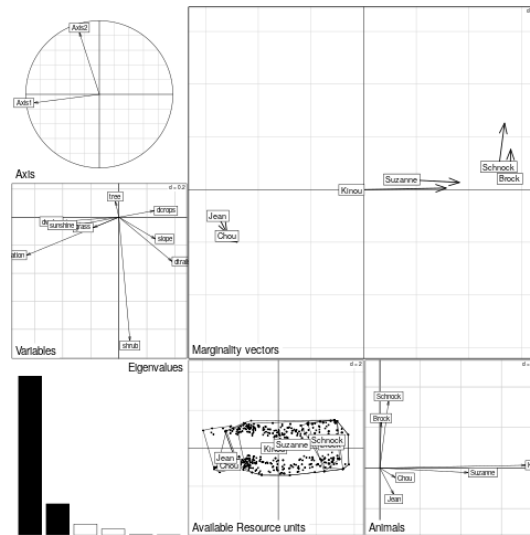 Axis2
Axis1
Axis
d = 0.2
tree
dcrops
sunshine
grass
slope
shrub
Variables
Schnock
Brock
Suzanne
Kinou
Jean
Chou
Marginality vectors
Eigenvalues
d = 2
Schnock
Suzanne
Jean
Chou
Available Resource units
Schnock
Brock
Chou
Suzanne
Jean
Animals